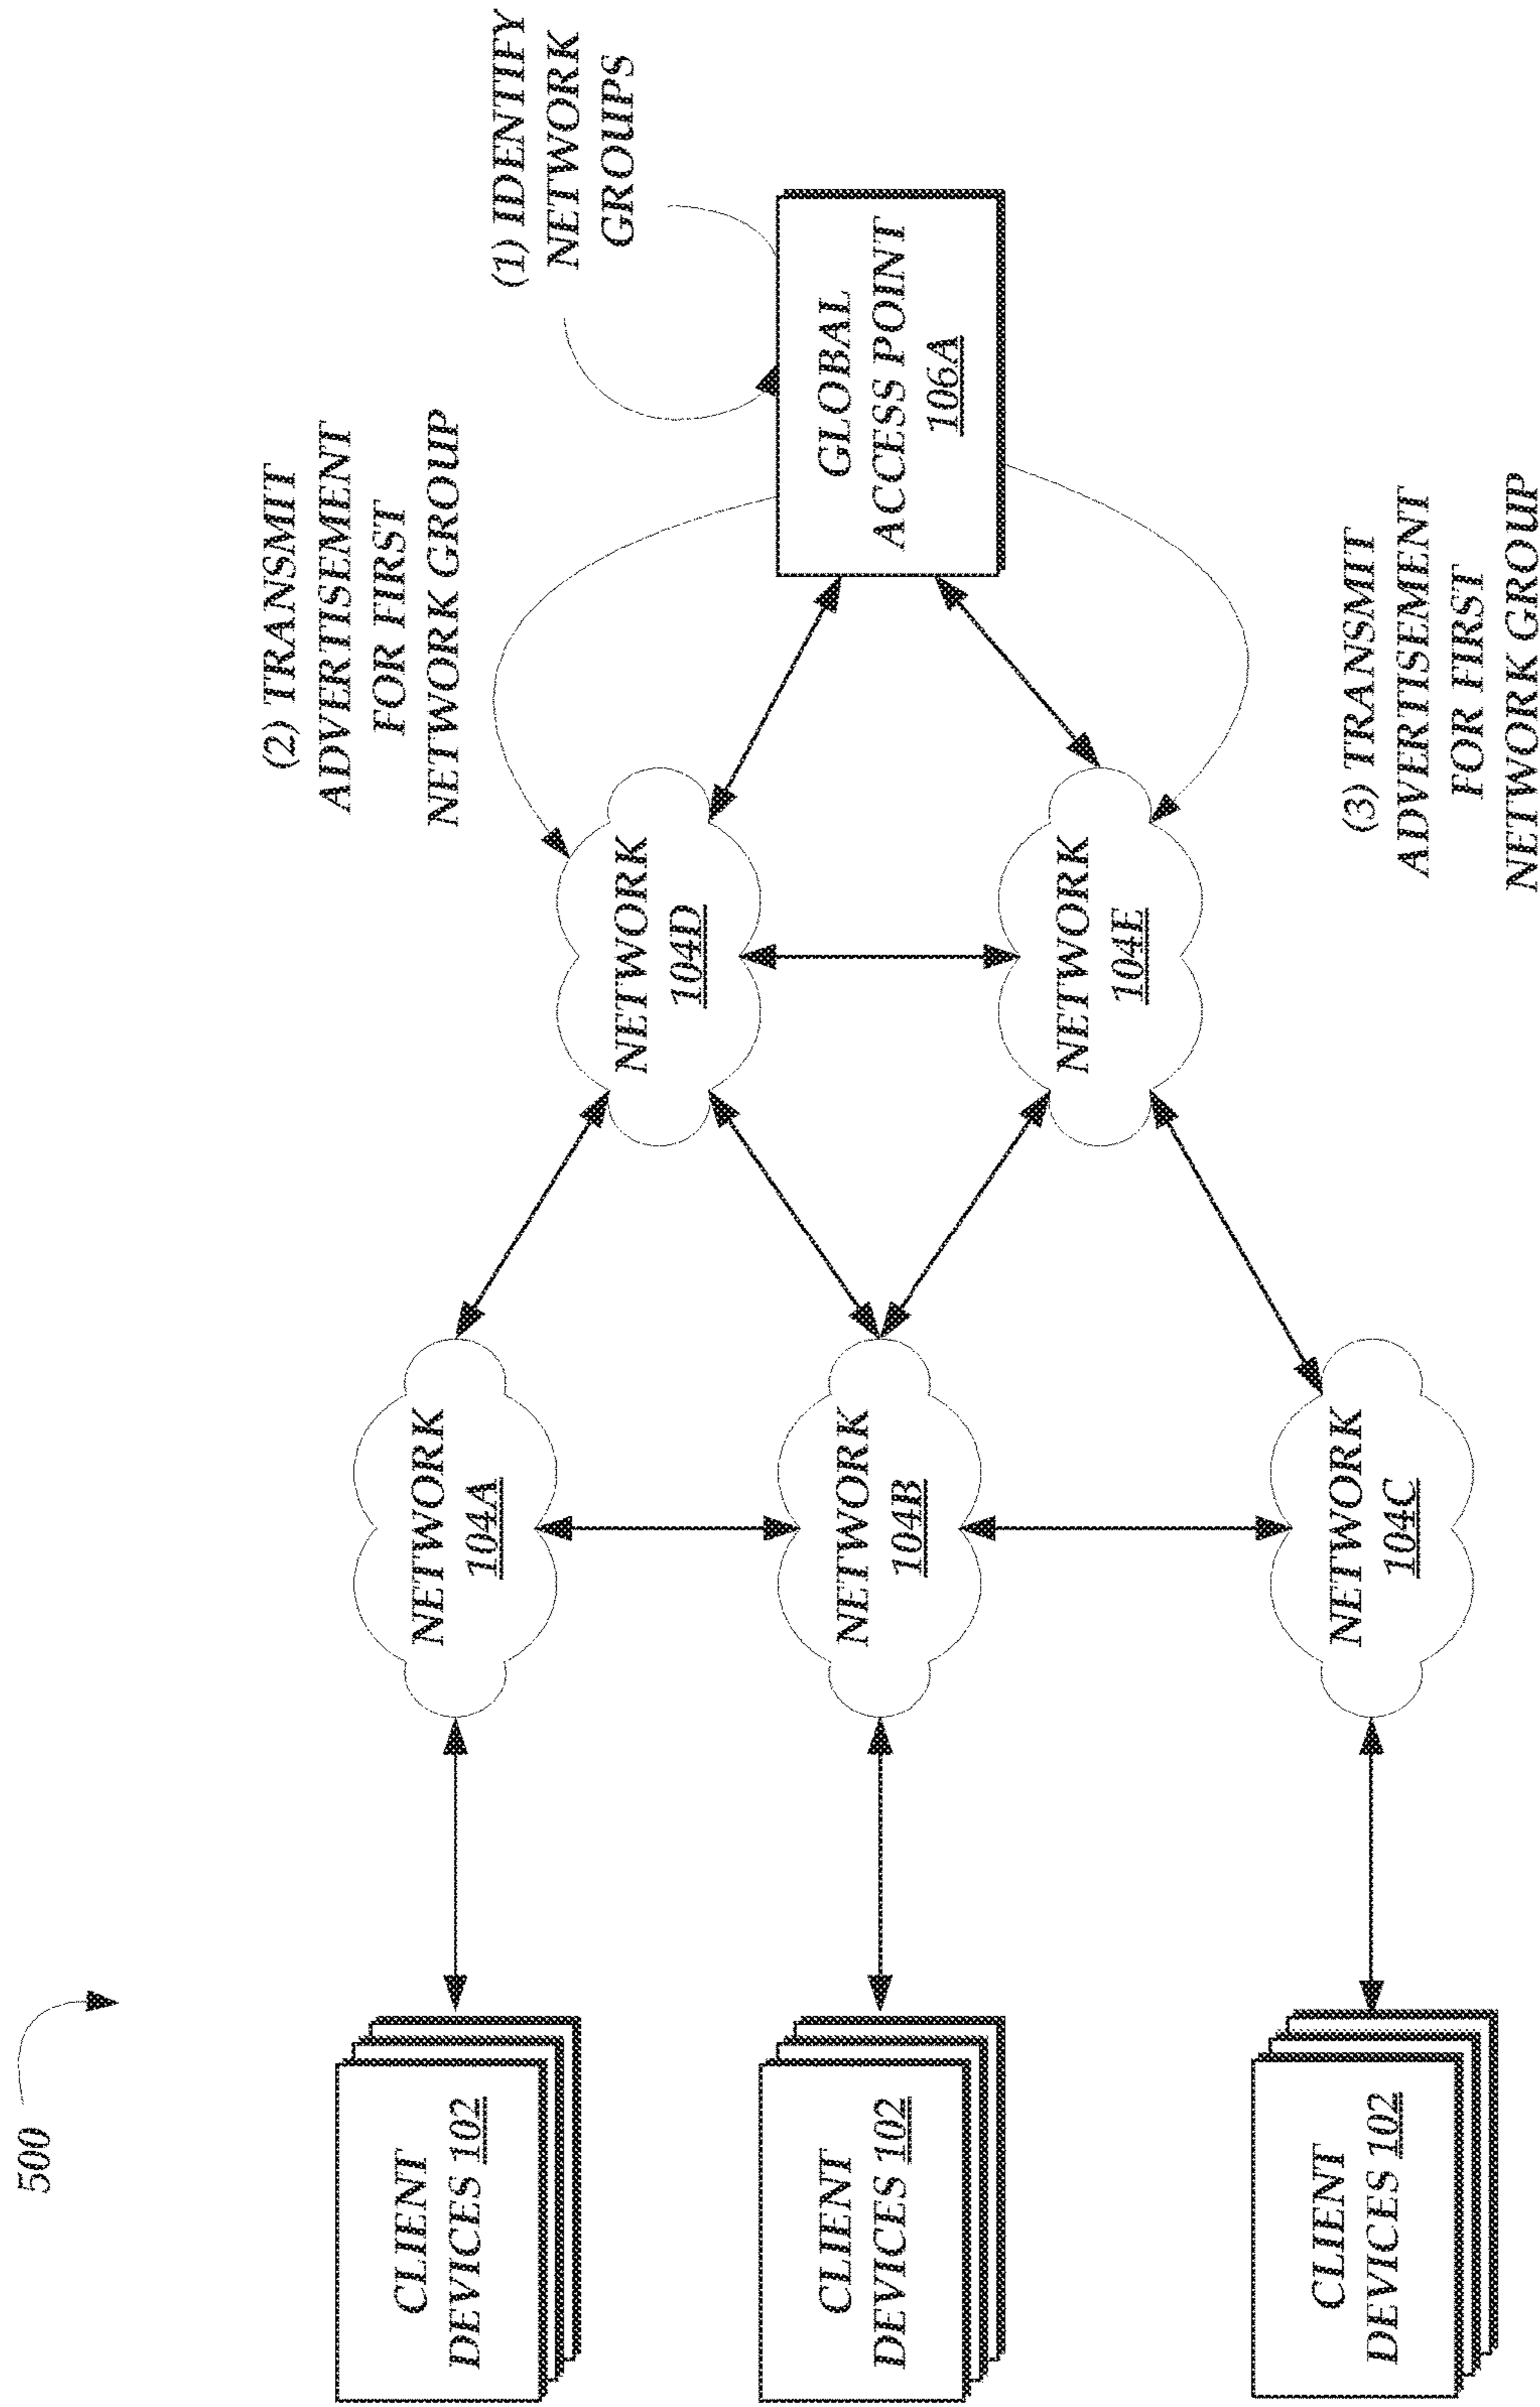 500
(1) IDENTIFY
NETWORK
GROUPS
(2) TRANSMIT
ADVERTISEMENT
FOR FIRST
NETWORK GROUP
CLIENT
DEVICES 102
NETWORK
104A
NETWORK
104D
GLOBAL
ACCESS POINT
106A
CLIENT
DEVICES 102
NETWORK
104B
NETWORK
104E
CLIENT
DEVICES 102
NETWORK
104C
(3) TRANSMIT
ADVERTISEMENT
FOR FIRST
NETWORK GROUP